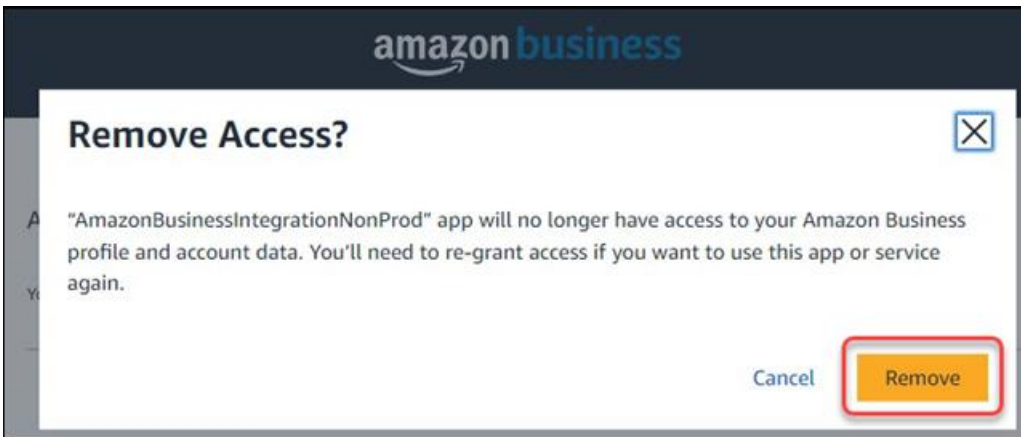 amazon business
Remove Access?
A
“AmazonBusinessIntegrationNonProd” app will no longer have access to your Amazon Business
profile and account data. You’ll need to re-grant access if you want to use this app or service
Yo
again.
Cancel
Remove